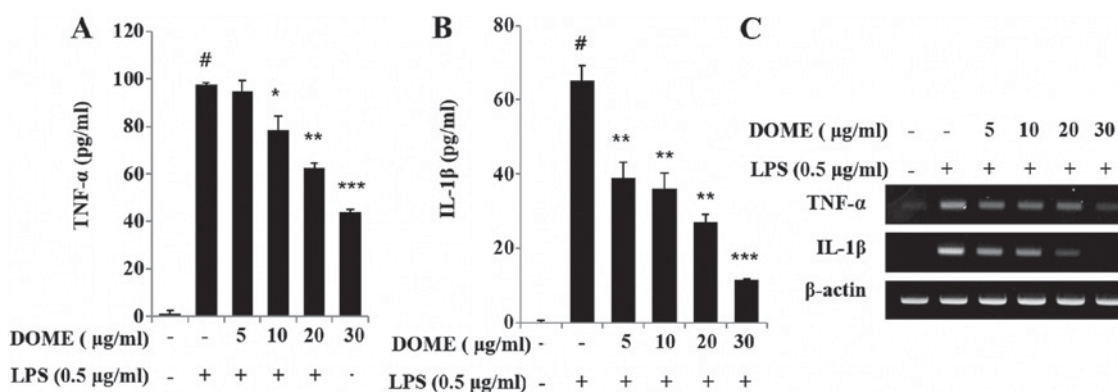 A
120
100
80
60
40
20
0
TNF-α (pg/ml)
#
*
**
***
DOME ( μg/ml) - - 5 10 20 30
LPS (0.5 μg/ml) - + + + + -
B
80
60
40
20
0
IL-1β (pg/ml)
#
**
**
**
***
DOME ( μg/ml) - - 5 10 20 30
LPS (0.5 μg/ml) - + + + + +
C
DOME ( μg/ml) - - 5 10 20 30
LPS (0.5 μg/ml) - + + + + +
TNF-α
IL-1β
β-actin